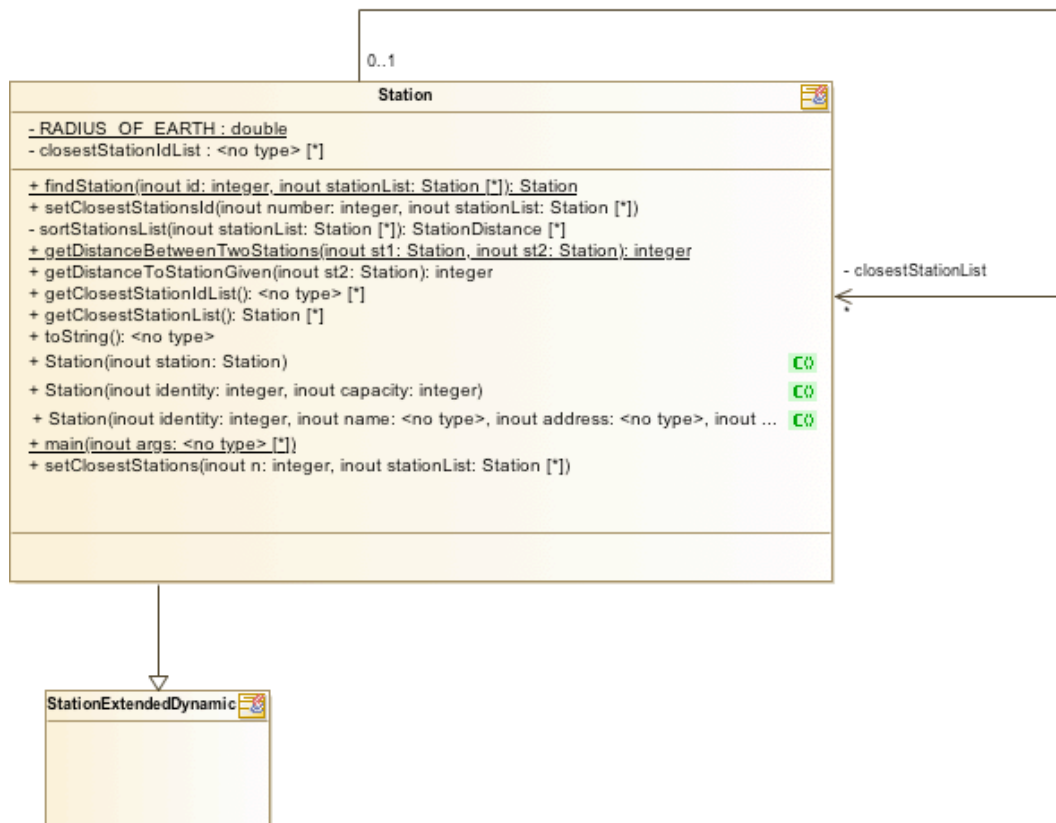 0..1
Station
- RADIUS_OF_EARTH : double
- closestStationIdList : <no type> [*]
+ findStation(inout id: integer, inout stationList: Station [*]): Station
+ setClosestStationsId(inout number: integer, inout stationList: Station [*])
- sortStationsList(inout stationList: Station [*]): StationDistance [*]
+ getDistanceBetweenTwoStations(inout st1: Station, inout st2: Station): integer
+ getDistanceToStationGiven(inout st2: Station): integer
- closestStationList
+ getClosestStationIdList(): <no type> [*]
+ getClosestStationList(): Station [*]
*
+ toString(): <no type>
+ Station(inout station: Station)
C()
+ Station(inout identity: integer, inout capacity: integer)
C()
+ Station(inout identity: integer, inout name: <no type>, inout address: <no type>, inout ...
C()
+ main(inout args: <no type> [*])
+ setClosestStations(inout n: integer, inout stationList: Station [*])
StationExtendedDynamic